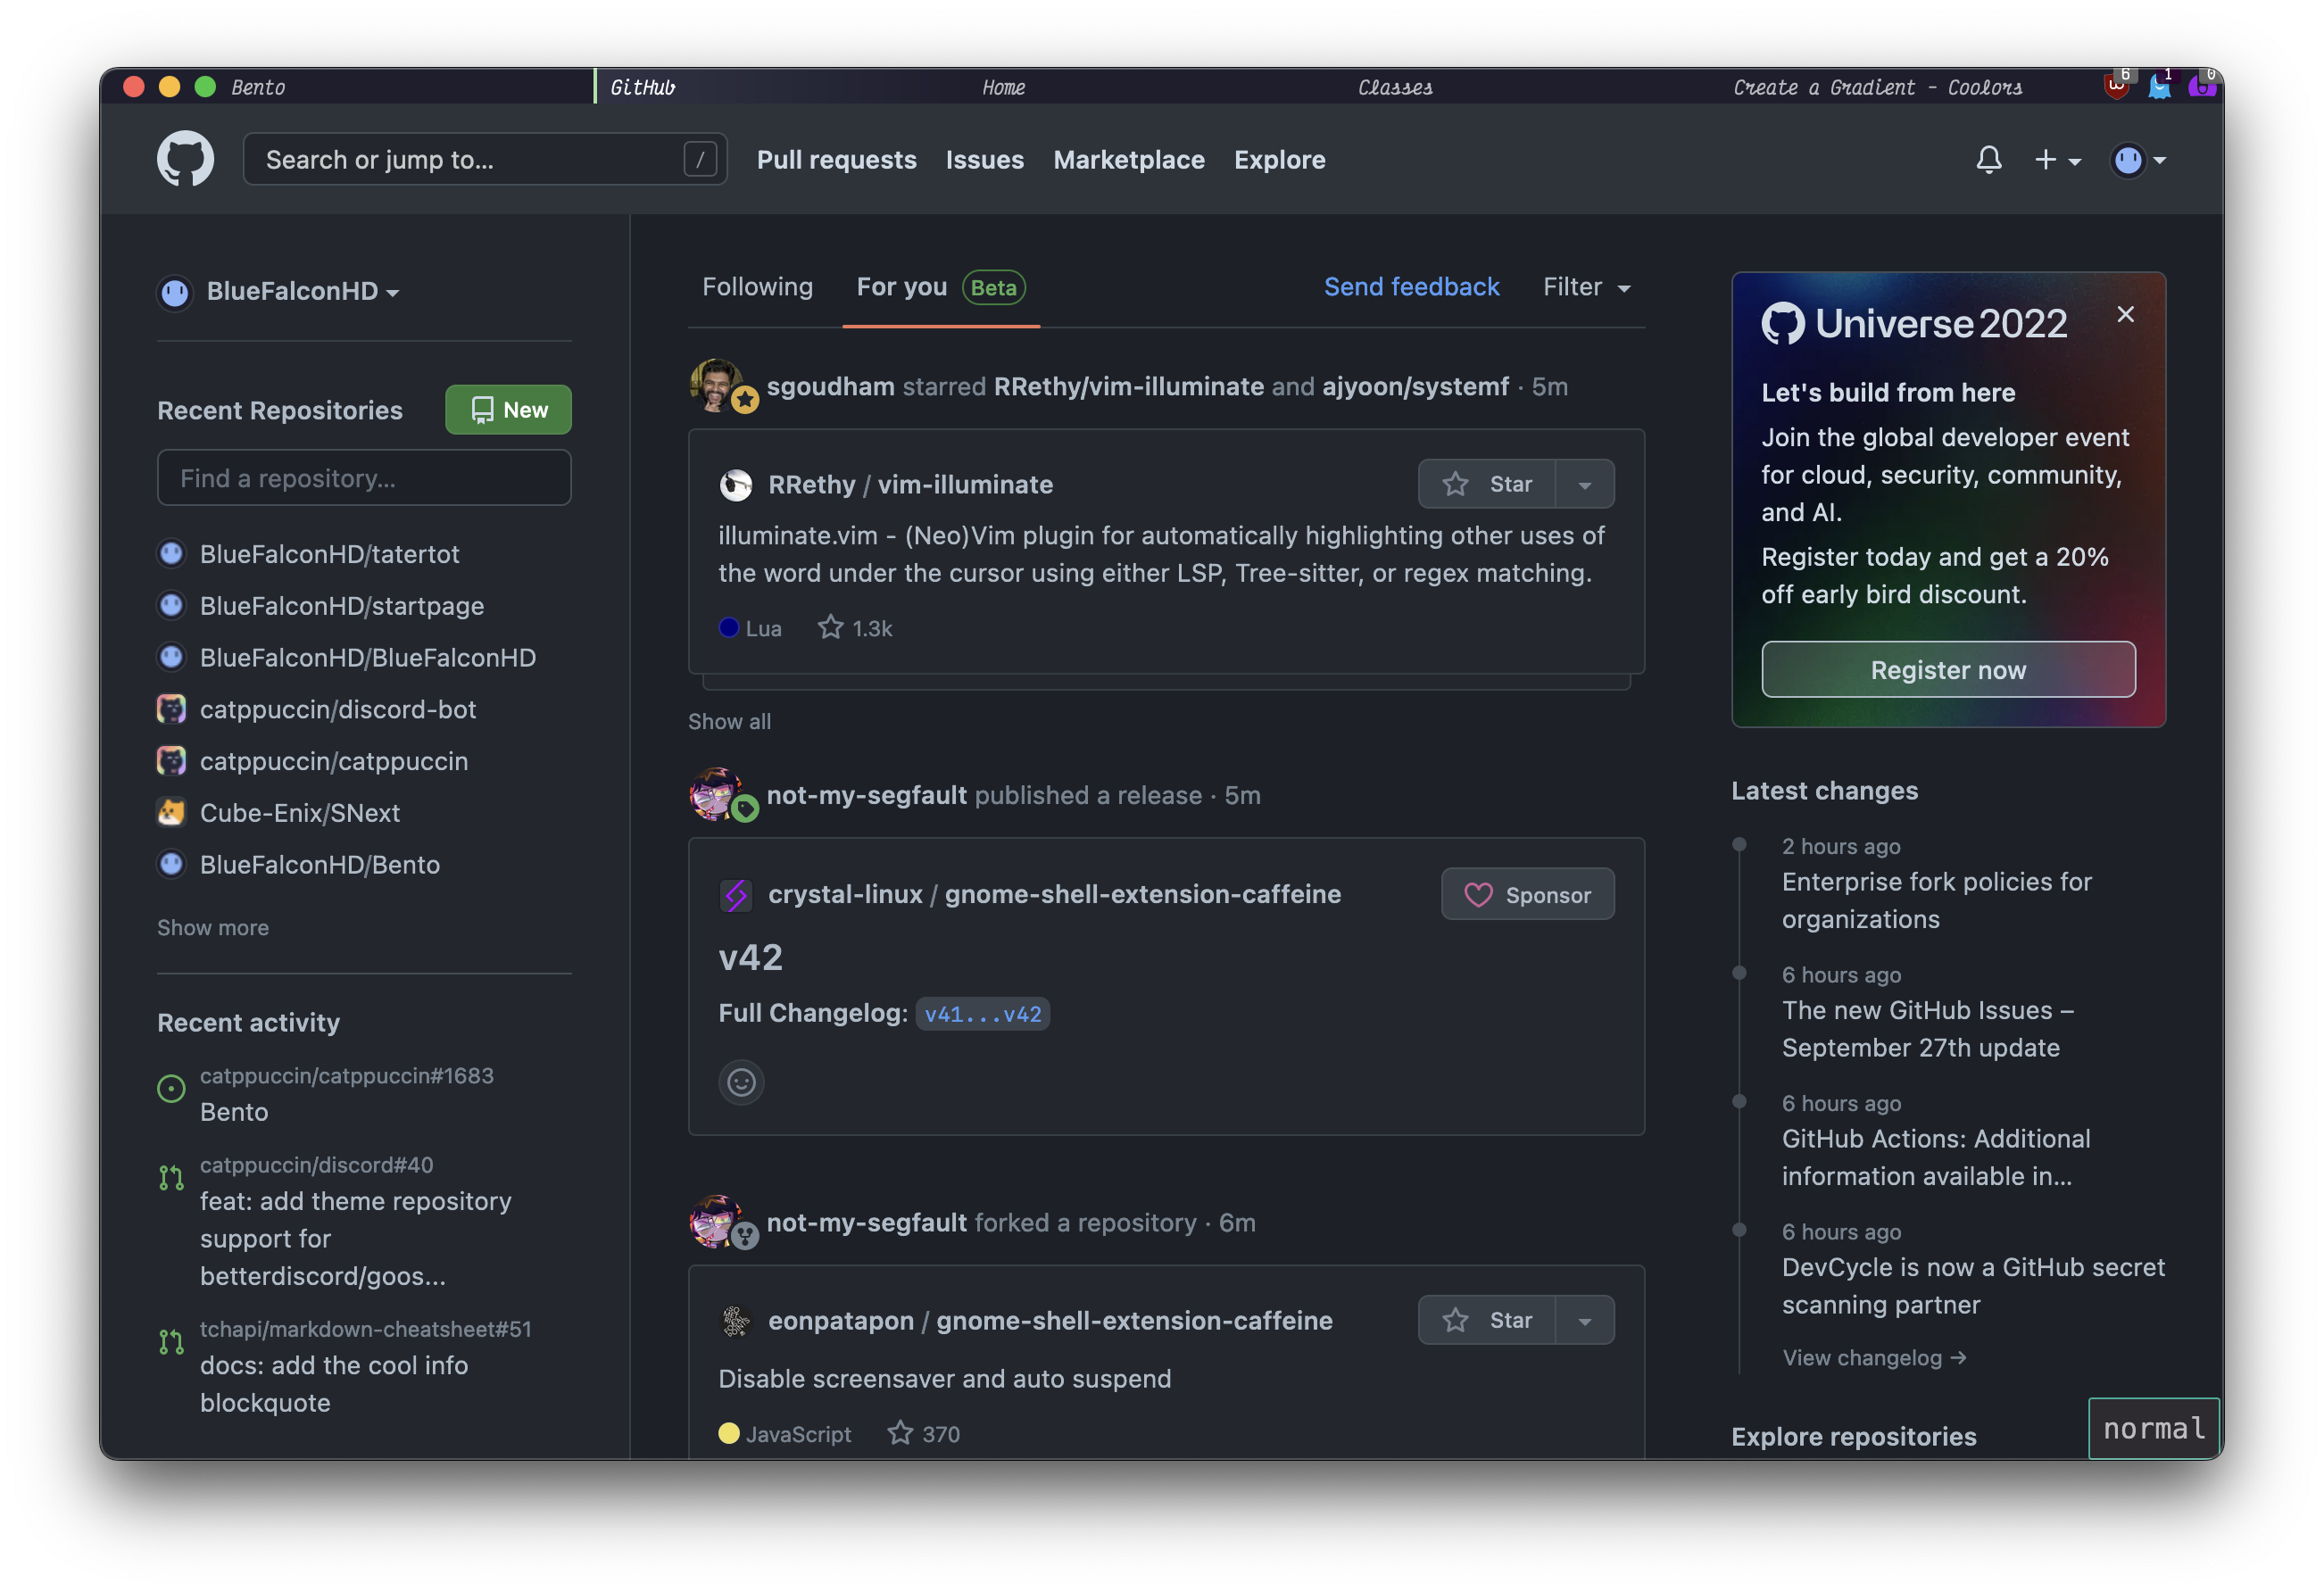 Bento
GitHub
Home
Classes
Create a Gradient - Coolors
6
1
0
Search or jump to...
/
Pull requests
Issues
Marketplace
Explore
BlueFalconHD
Recent Repositories
New
Find a repository...
BlueFalconHD/tatertot
BlueFalconHD/startpage
BlueFalconHD/BlueFalconHD
catppuccin/discord-bot
catppuccin/catppuccin
Cube-Enix/SNext
BlueFalconHD/Bento
Show more
Recent activity
catppuccin/catppuccin#1683
Bento
catppuccin/discord#40
feat: add theme repository
support for
betterdiscord/goos...
tchapi/markdown-cheatsheet#51
docs: add the cool info
blockquote
Following
For you
Beta
Send feedback
Filter
sgoudham starred RRethy/vim-illuminate and ajyoon/systemf · 5m
RRethy / vim-illuminate
Star
illuminate.vim - (Neo)Vim plugin for automatically highlighting other uses of
the word under the cursor using either LSP, Tree-sitter, or regex matching.
Lua
1.3k
Show all
not-my-segfault published a release · 5m
crystal-linux / gnome-shell-extension-caffeine
Sponsor
v42
Full Changelog: v41...v42
not-my-segfault forked a repository · 6m
eonpatapon / gnome-shell-extension-caffeine
Star
Disable screensaver and auto suspend
JavaScript
370
Universe 2022
Let's build from here
Join the global developer event
for cloud, security, community,
and AI.
Register today and get a 20%
off early bird discount.
Register now
Latest changes
2 hours ago
Enterprise fork policies for
organizations
6 hours ago
The new GitHub Issues –
September 27th update
6 hours ago
GitHub Actions: Additional
information available in...
6 hours ago
DevCycle is now a GitHub secret
scanning partner
View changelog →
Explore repositories
normal